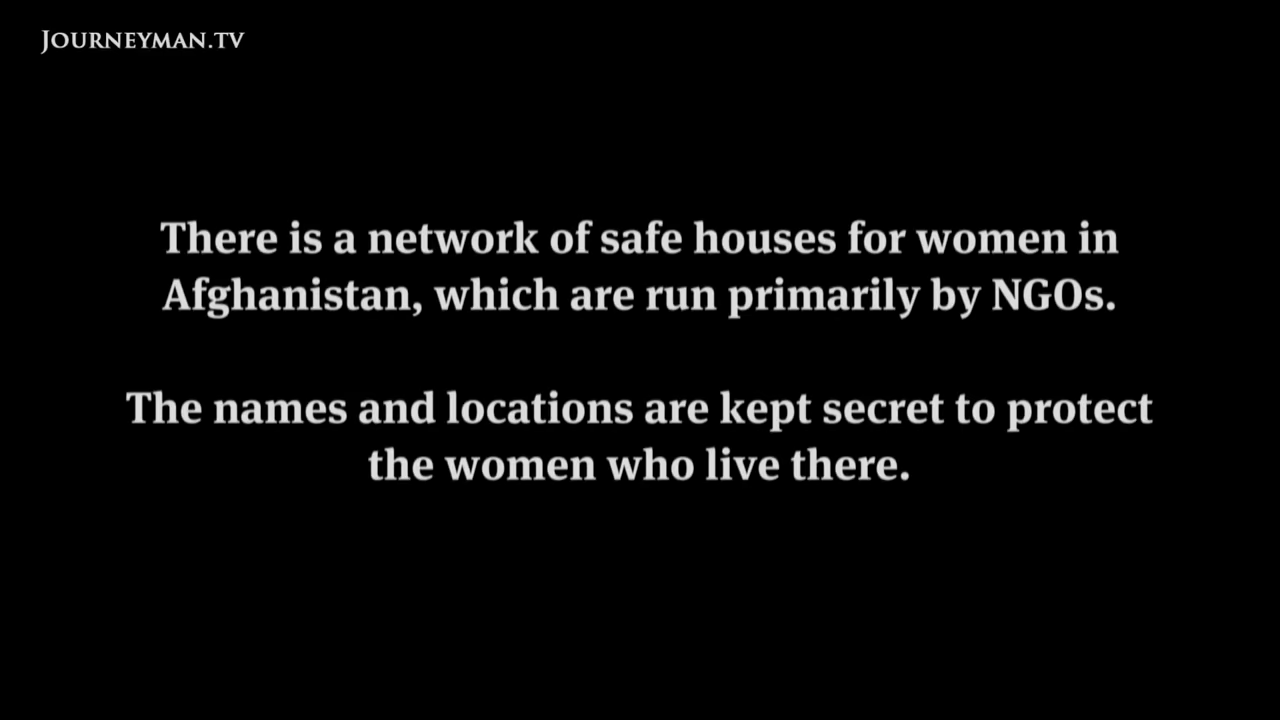 JOURNEYMAN.TV
There is a network of safe houses for women in
Afghanistan, which are run primarily by NGOs.
The names and locations are kept secret to protect
the women who live there.